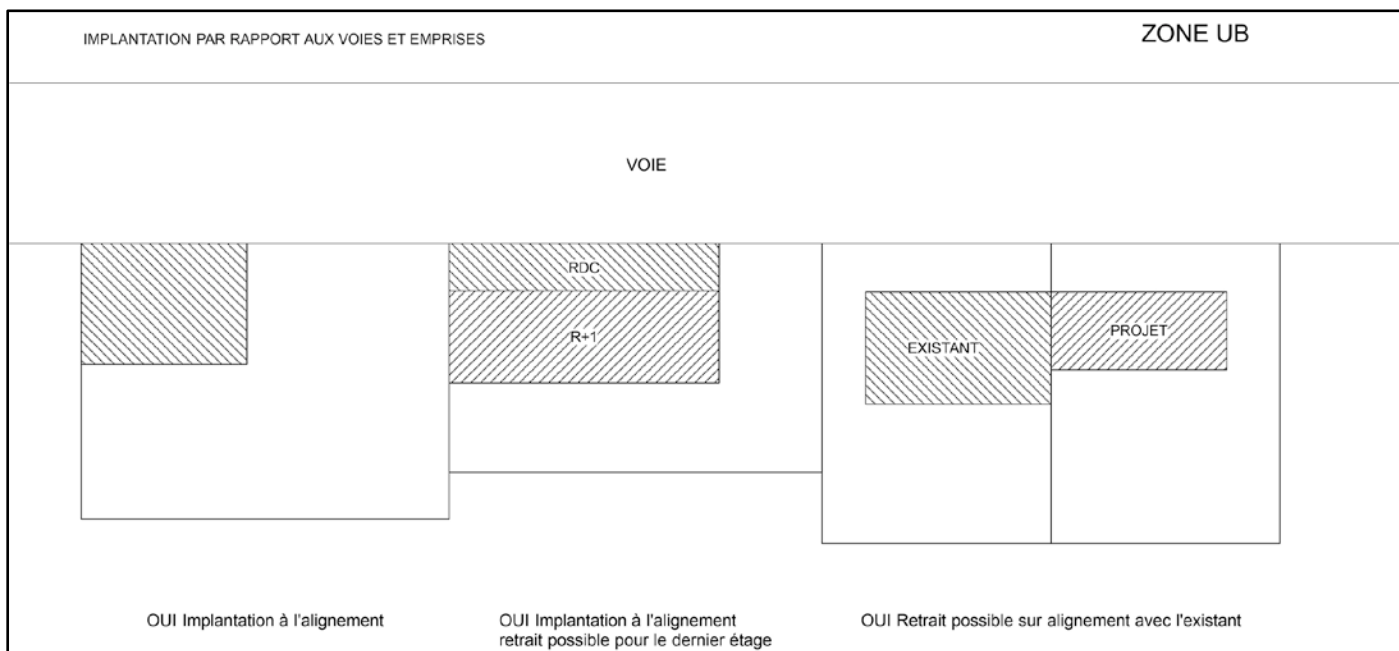 IMPLANTATION PAR RAPPORT AUX VOIES ET EMPRISES
ZONE UB
VOIE
RDC
R+1
EXISTANT
PROJET
OUI Implantation à l'alignement
OUI Implantation à l'alignement
retrait possible pour le dernier étage
OUI Retrait possible sur alignement avec l'existant